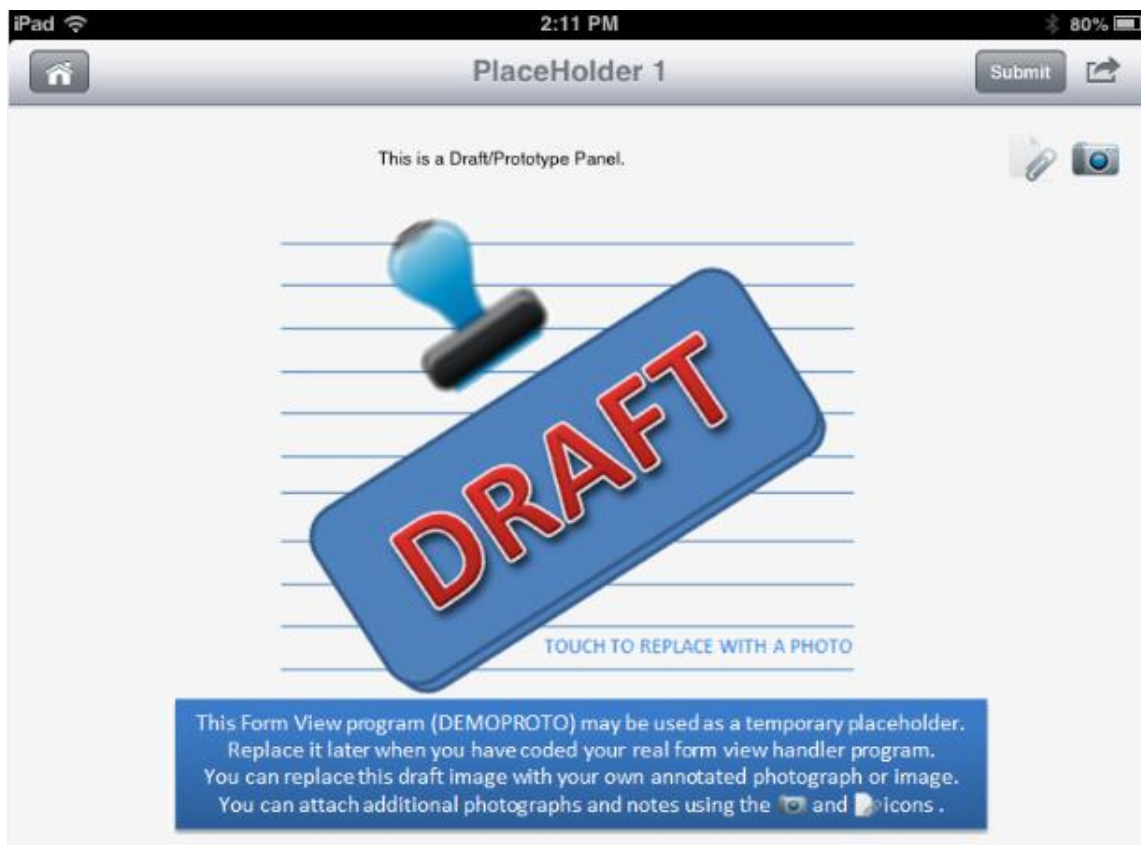 iPad 2:11 PM 80%
PlaceHolder 1 Submit
This is a Draft/Prototype Panel.
DRAFT
TOUCH TO REPLACE WITH A PHOTO
This Form View program (DEMOPROTO) may be used as a temporary placeholder.
Replace it later when you have coded your real form view handler program.
You can replace this draft image with your own annotated photograph or image.
You can attach additional photographs and notes using the and icons .